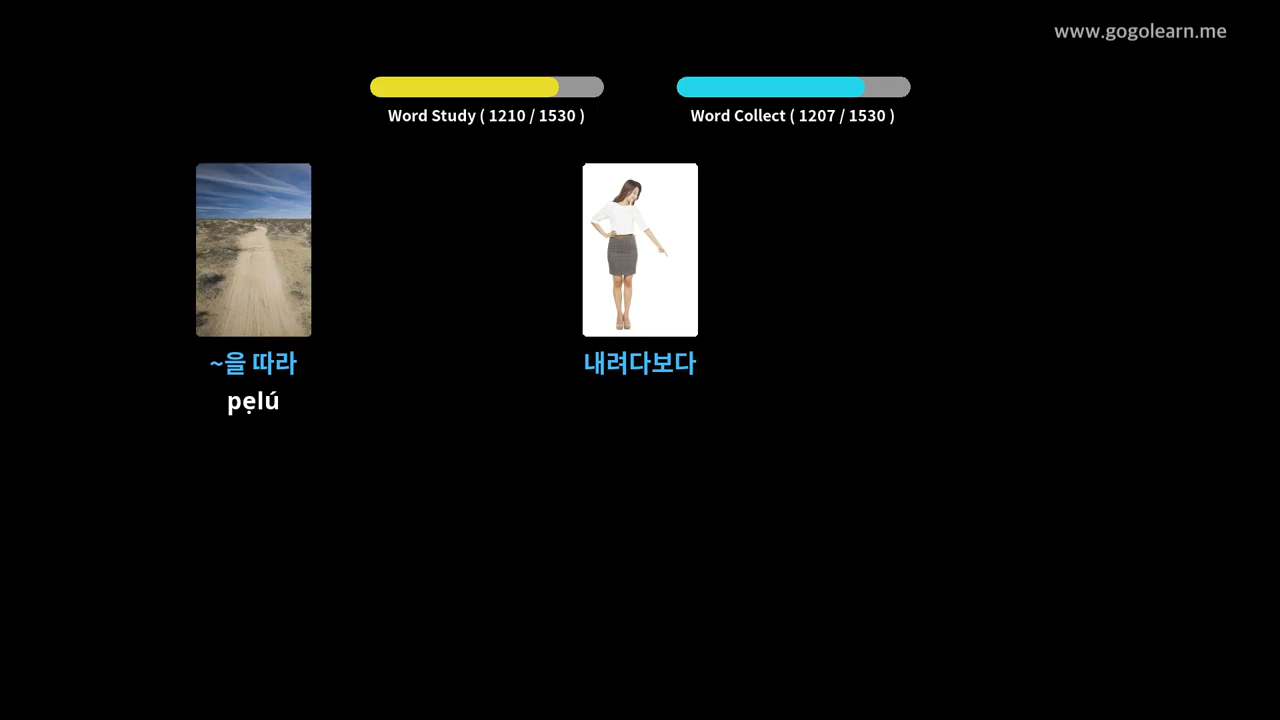 www.gogolearn.me
Word Study ( 1210 / 1530 )
Word Collect ( 1207 / 1530 )
~을 따라
pẹlú
내려다보다